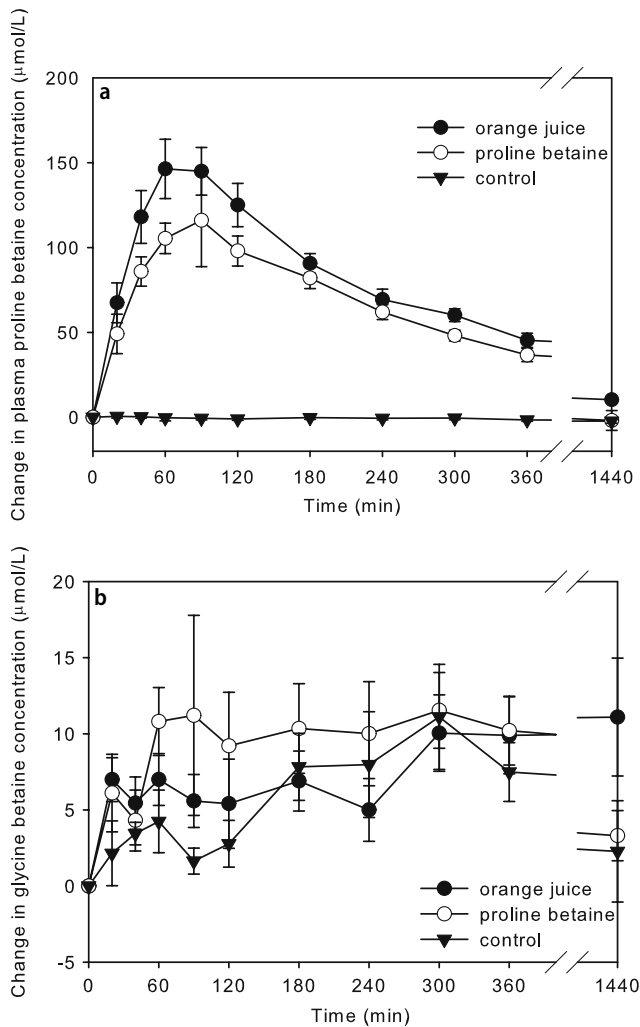 a
Change in plasma proline betaine concentration (μmol/L)
200
150
100
50
0
orange juice
proline betaine
control
0 60 120 180 240 300 360 1440
Time (min)
b
Change in glycine betaine concentration (μmol/L)
20
15
10
5
0
-5
orange juice
proline betaine
control
0 60 120 180 240 300 360 1440
Time (min)